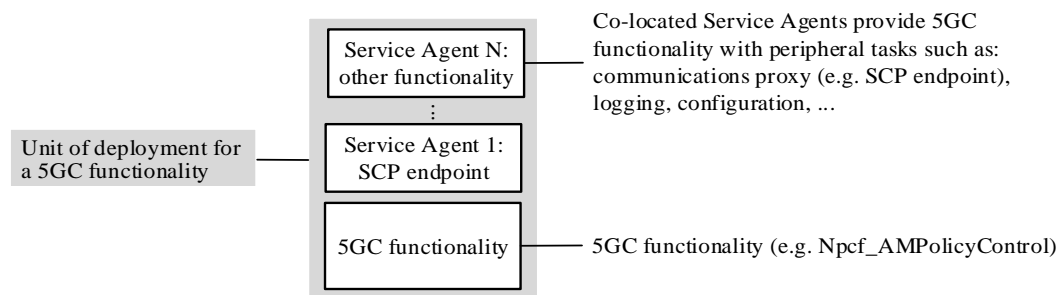 Service Agent N:
other functionality
Co-located Service Agents provide 5GC
functionality with peripheral tasks such as:
communications proxy (e.g. SCP endpoint),
logging, configuration, ...
Unit of deployment for
a 5GC functionality
Service Agent 1:
SCP endpoint
5GC functionality
5GC functionality (e.g. Npcf_AMPolicyControl)